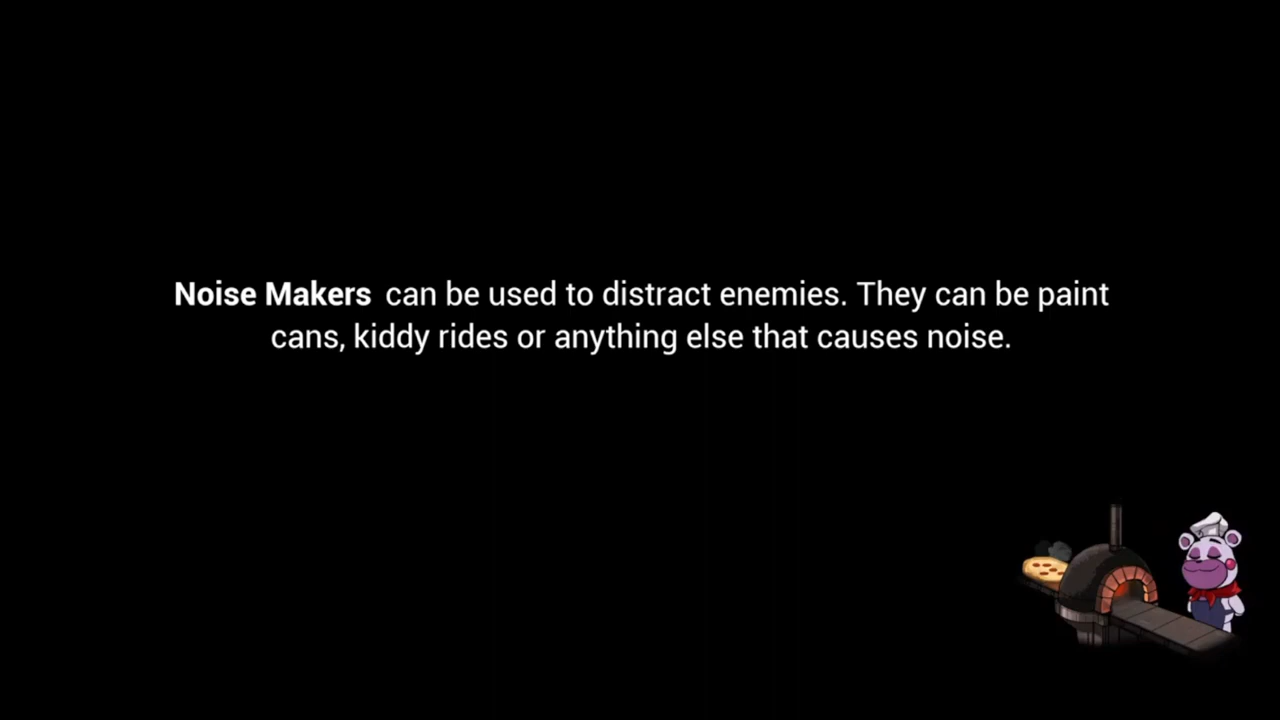 Noise Makers can be used to distract enemies. They can be paint
cans, kiddy rides or anything else that causes noise.